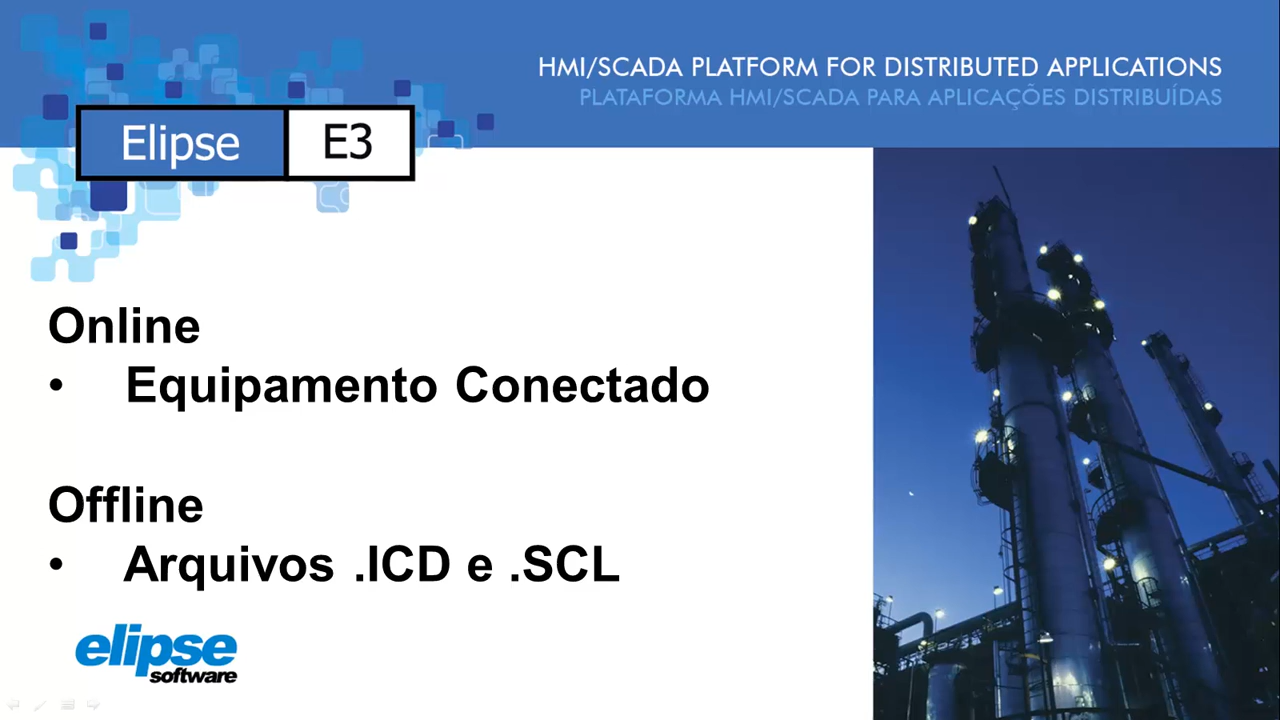 HMI/SCADA PLATFORM FOR DISTRIBUTED APPLICATIONS
PLATAFORMA HMI/SCADA PARA APLICAÇÕES DISTRIBUÍDAS
Elipse E3
Online
• Equipamento Conectado
Offline
• Arquivos .ICD e .SCL
elipse
software